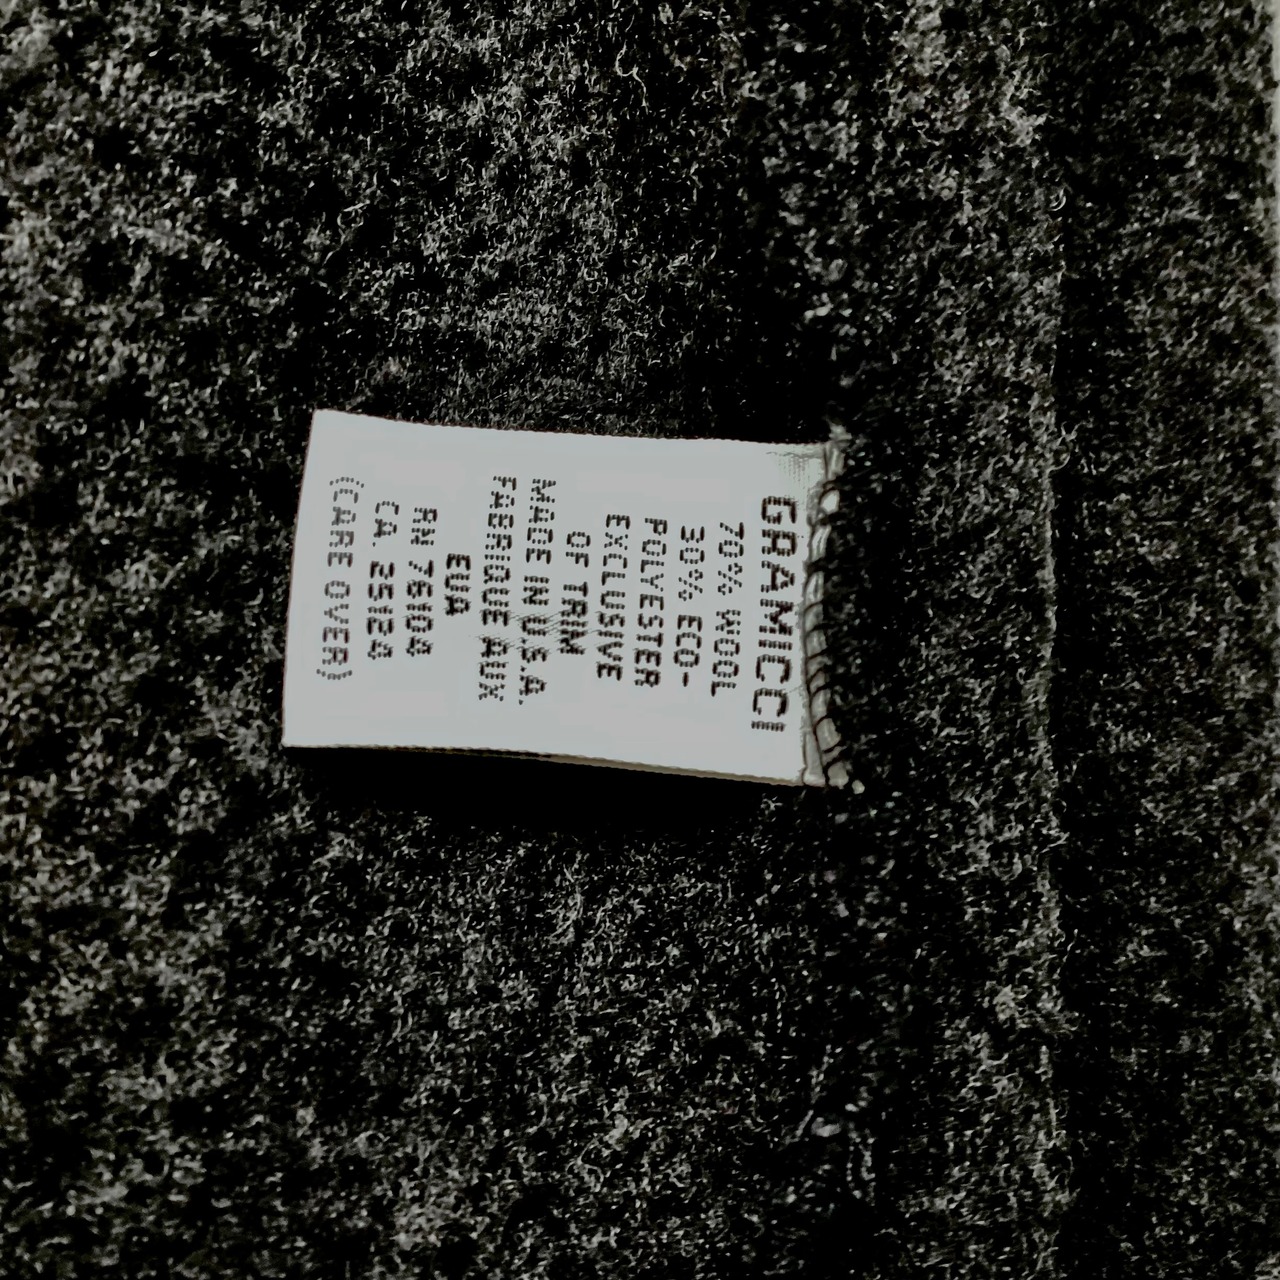 GRAMICCI
70% WOOL
30% ECO-
POLYESTER
EXCLUSIVE
OF TRIM
MADE IN U.S.A.
FABRIQUE AUX
EUA
RN 76104
CA 25124
(CARE OVER)